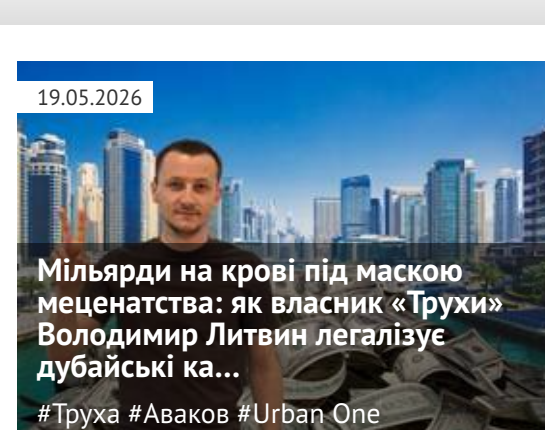 19.05.2026
Мільярди на крові під маскою
меценатства: як власник «Трухи»
Володимир Литвин легалізує
дубайські ка...
#Труха #Аваков #Urban One